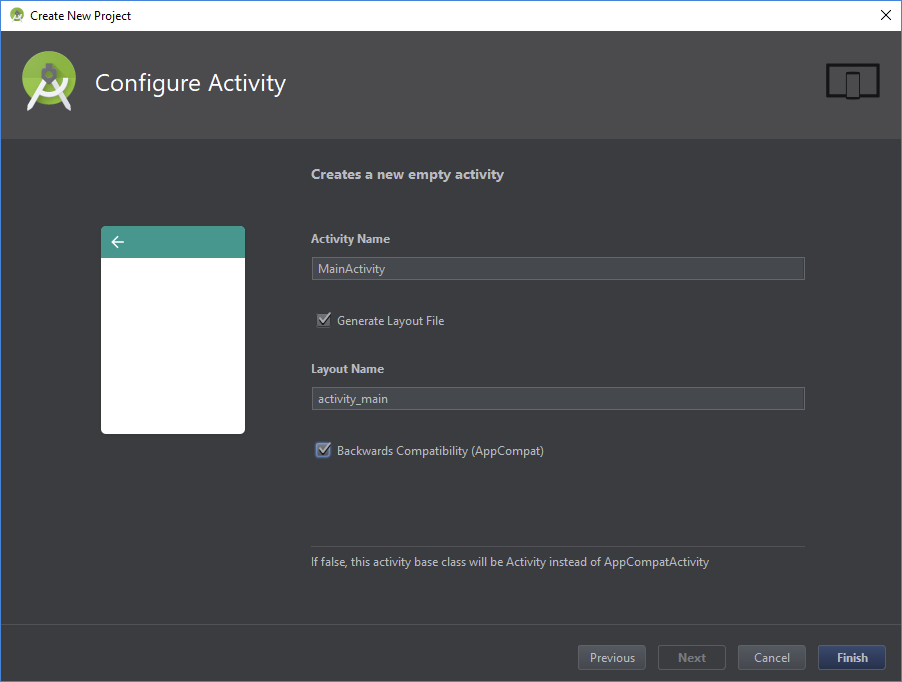 Create New Project
Configure Activity
Creates a new empty activity
Activity Name
MainActivity
Generate Layout File
Layout Name
activity_main
Backwards Compatibility (AppCompat)
If false, this activity base class will be Activity instead of AppCompatActivity
Previous
Next
Cancel
Finish